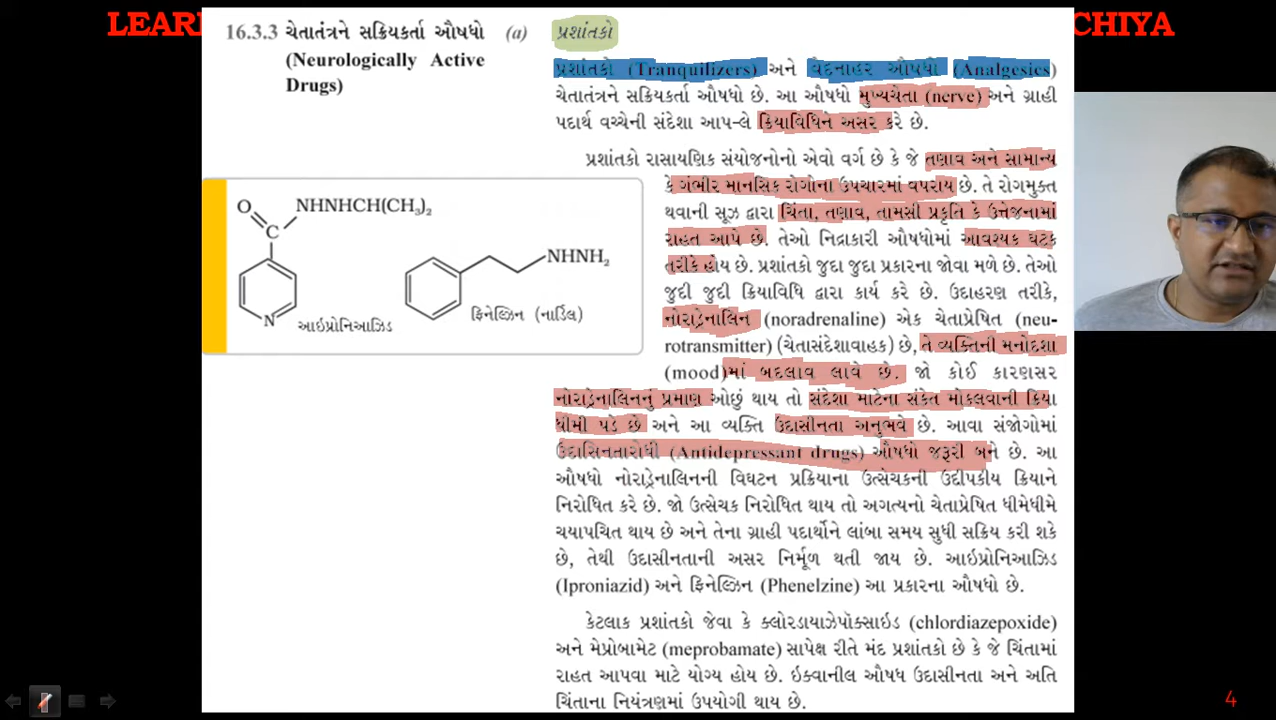 LEAR
CHIYA
16.3.3 ચેતાતંત્રને સક્રિયકર્તા ઔષધો
(Neurologically Active
Drugs)
(a) પ્રશાંતકો
પ્રશાંતકો (Tranquilizers) અને વેદનાહર ઔષધો (Analgesics)
ચેતાતંત્રને સક્રિયકર્તા ઔષધો છે. આ ઔષધો મુખ્યચેતા (nerve) અને ગ્રાહી
પદાર્થ વચ્ચેની સંદેશા આપ-લે ક્રિયાવિધિને અસર કરે છે.
પ્રશાંતકો રાસાયણિક સંયોજનોનો એવો વર્ગ છે કે જે તણાવ અને સામાન્ય
કે ગંભીર માનસિક રોગોના ઉપચારમાં વપરાય છે. તે રોગમુક્ત
થવાની સૂઝ દ્વારા ચિંતા, તણાવ, તામસી પ્રકૃતિ કે ઉત્તેજનામાં
રાહત આપે છે. તેઓ નિદ્રાકારી ઔષધોમાં આવશ્યક ઘટક
તરીકે હોય છે. પ્રશાંતકો જુદા જુદા પ્રકારના જોવા મળે છે. તેઓ
જુદી જુદી ક્રિયાવિધિ દ્વારા કાર્ય કરે છે. ઉદાહરણ તરીકે,
નોરાડ્રેનાલિન (noradrenaline) એક ચેતાપ્રેષિત (neu-
rotransmitter) (ચેતાસંદેશાવાહક) છે, તે વ્યક્તિની મનોદશા
(mood)માં બદલાવ લાવે છે. જો કોઈ કારણસર
નોરાડ્રેનાલિનનું પ્રમાણ ઓછું થાય તો સંદેશા માટેના સંકેત મોકલવાની ક્રિયા
ધીમી પડે છે અને આ વ્યક્તિ ઉદાસીનતા અનુભવે છે. આવા સંજોગોમાં
ઉદાસિનતારોધી (Antidepressant drugs) ઔષધો જરૂરી બને છે. આ
ઔષધો નોરાડ્રેનાલિનની વિઘટન પ્રક્રિયાના ઉત્સેચકની ઉદીપકીય ક્રિયાને
નિરોધિત કરે છે. જો ઉત્સેચક નિરોધિત થાય તો અગત્યનો ચેતાપ્રેષિત ધીમેધીમે
ચયાપચિત થાય છે અને તેના ગ્રાહી પદાર્થોને લાંબા સમય સુધી સક્રિય કરી શકે
છે, તેથી ઉદાસીનતાની અસર નિર્મૂળ થતી જાય છે. આઇપ્રોનિઆઝિડ
(Iproniazid) અને ફિનેલ્ઝિન (Phenelzine) આ પ્રકારના ઔષધો છે.
કેટલાક પ્રશાંતકો જેવા કે ક્લોરડાયાઝેપૉક્સાઇડ (chlordiazepoxide)
અને મેપ્રોબામેટ (meprobamate) સાપેક્ષ રીતે મંદ પ્રશાંતકો છે કે જે ચિંતામાં
રાહત આપવા માટે યોગ્ય હોય છે. ઇક્વાનીલ ઔષધ ઉદાસીનતા અને અતિ
ચિંતાના નિયંત્રણમાં ઉપયોગી થાય છે.
O
C
NHNHCH(CH₃)₂
N
આઇપ્રોનિઆઝિડ
NHNH₂
ફિનેલ્ઝિન (નાર્ડિલ)
4